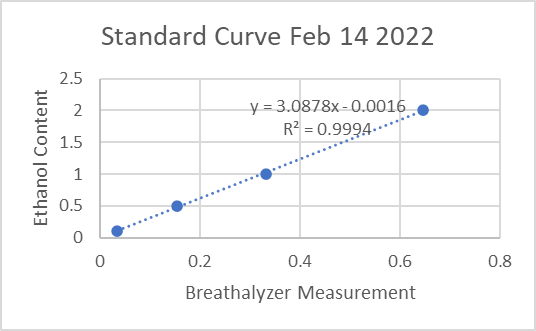 Standard Curve Feb 14 2022
2.5
2
1.5
1
0.5
0
Ethanol Content
y = 3.0878x - 0.0016
R² = 0.9994
0 0.2 0.4 0.6 0.8
Breathalyzer Measurement